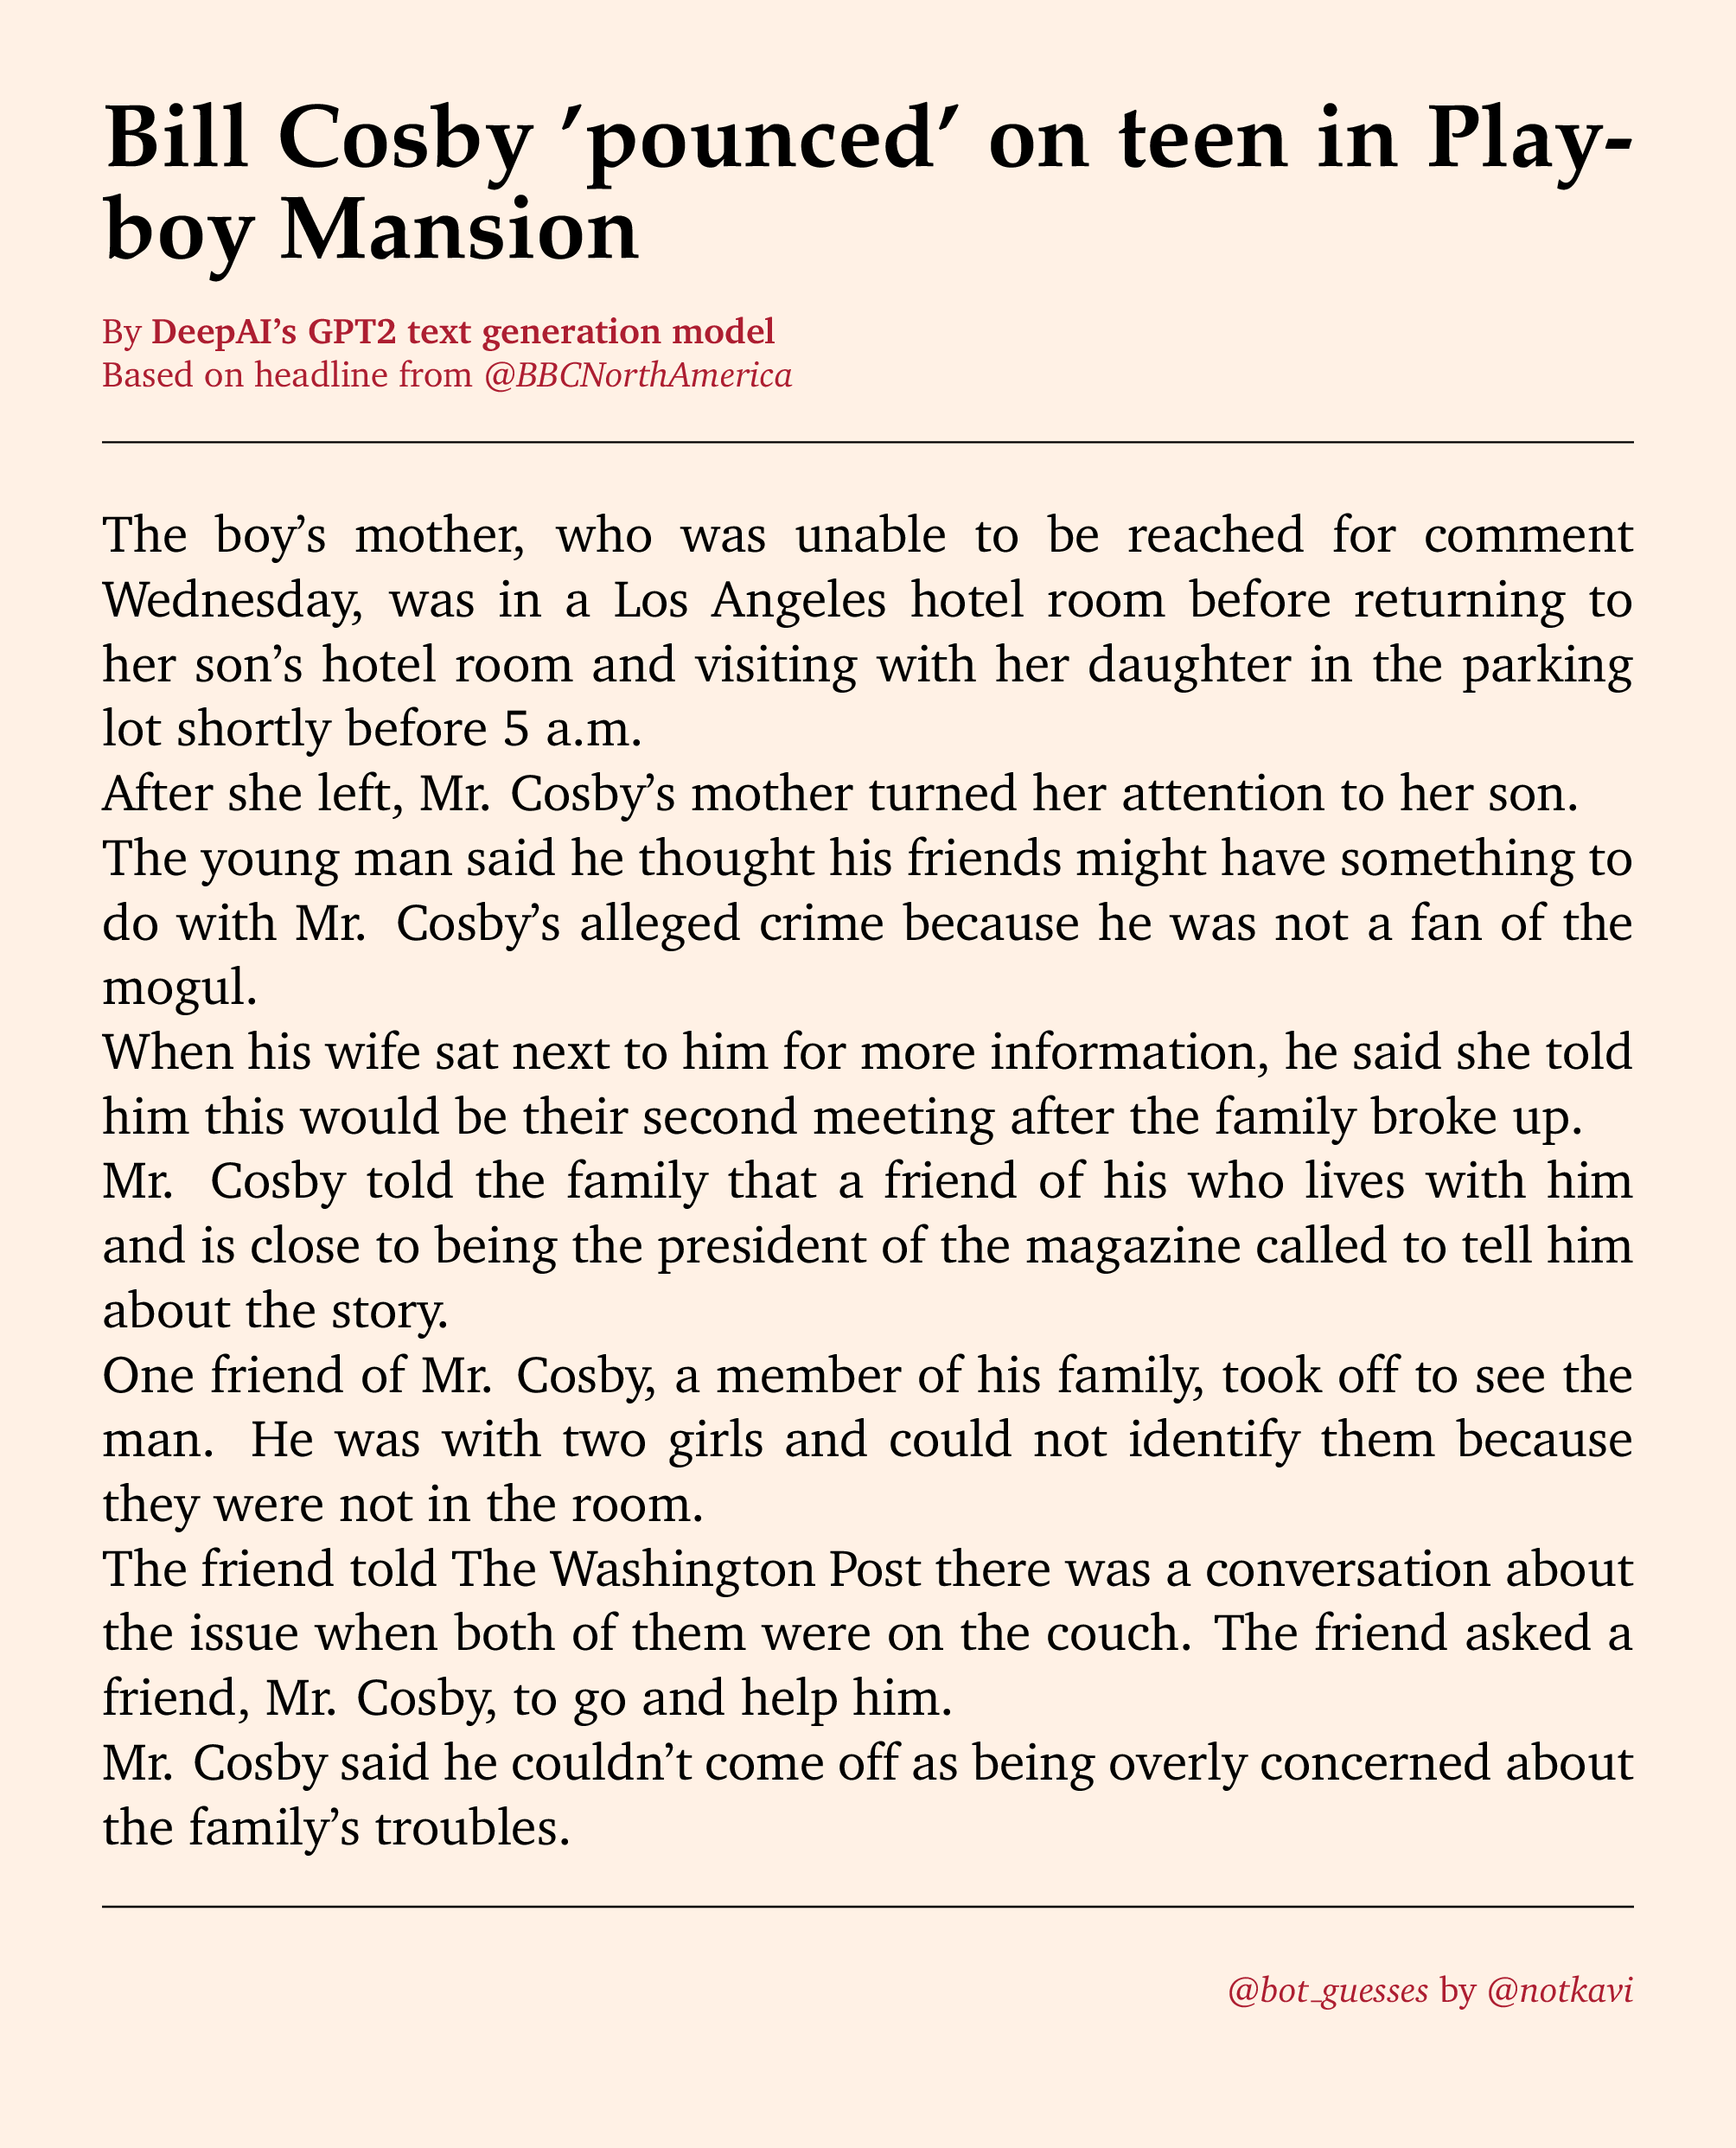 Bill Cosby ’pounced’ on teen in Play-
boy Mansion
By DeepAI’s GPT2 text generation model
Based on headline from @BBCNorthAmerica
The boy’s mother, who was unable to be reached for comment
Wednesday, was in a Los Angeles hotel room before returning to
her son’s hotel room and visiting with her daughter in the parking
lot shortly before 5 a.m.
After she left, Mr. Cosby’s mother turned her attention to her son.
The young man said he thought his friends might have something to
do with Mr. Cosby’s alleged crime because he was not a fan of the
mogul.
When his wife sat next to him for more information, he said she told
him this would be their second meeting after the family broke up.
Mr. Cosby told the family that a friend of his who lives with him
and is close to being the president of the magazine called to tell him
about the story.
One friend of Mr. Cosby, a member of his family, took off to see the
man. He was with two girls and could not identify them because
they were not in the room.
The friend told The Washington Post there was a conversation about
the issue when both of them were on the couch. The friend asked a
friend, Mr. Cosby, to go and help him.
Mr. Cosby said he couldn’t come off as being overly concerned about
the family’s troubles.
@bot_guesses by @notkavi